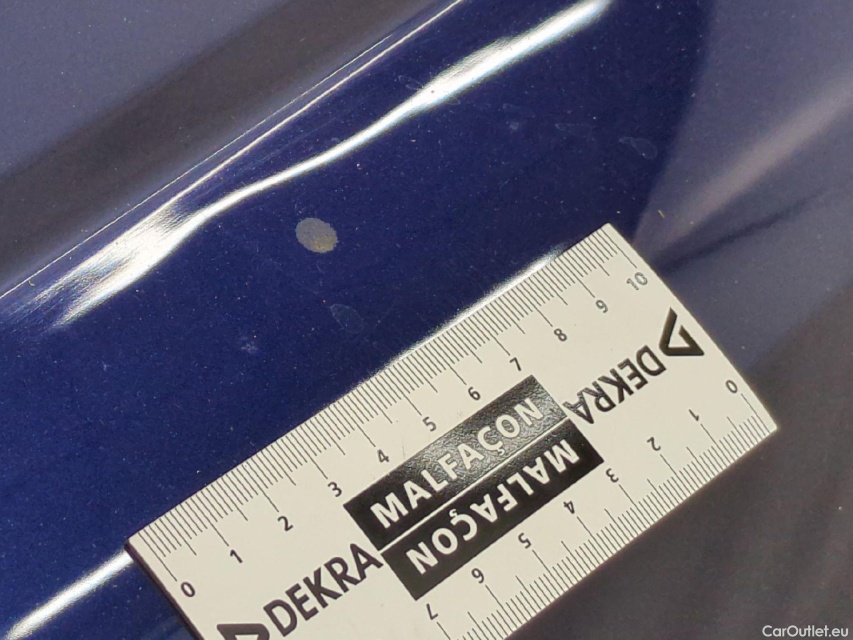 0 1 2 3 4 5 6 7 8 9 10
DEKRA MALFAÇON DEKRA
MALFAÇON
0 1 2 3 4 5 6 7
CarOutlet.eu